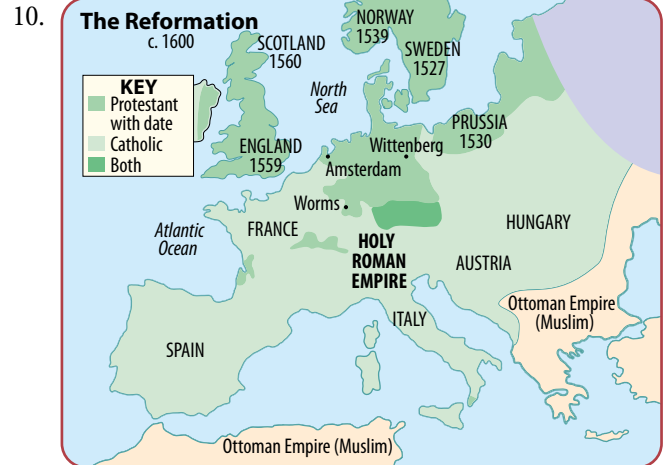 10.
The Reformation
c. 1600
KEY
Protestant
with date
Catholic
Both
NORWAY
1539
SCOTLAND
1560
SWEDEN
1527
North
Sea
PRUSSIA
1530
ENGLAND
1559
Wittenberg
Amsterdam
Worms
Atlantic
Ocean
FRANCE
HOLY
ROMAN
EMPIRE
HUNGARY
AUSTRIA
Ottoman Empire
(Muslim)
ITALY
SPAIN
Ottoman Empire (Muslim)